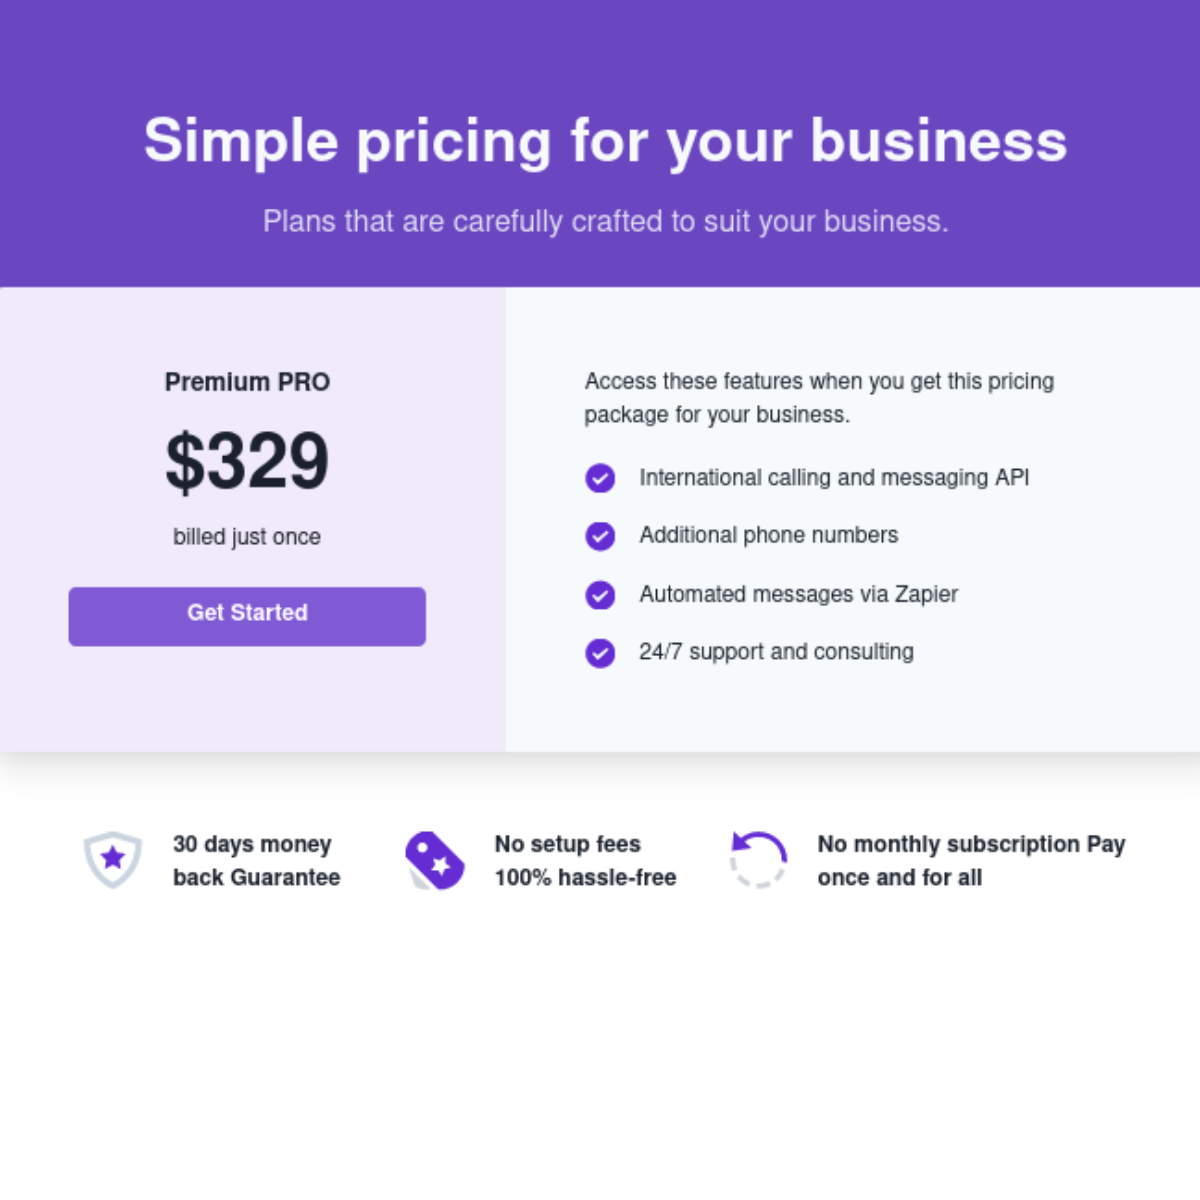 Simple pricing for your business
Plans that are carefully crafted to suit your business.
Premium PRO
$329
billed just once
Get Started
Access these features when you get this pricing
package for your business.
International calling and messaging API
Additional phone numbers
Automated messages via Zapier
24/7 support and consulting
30 days money
back Guarantee
No setup fees
100% hassle-free
No monthly subscription Pay
once and for all